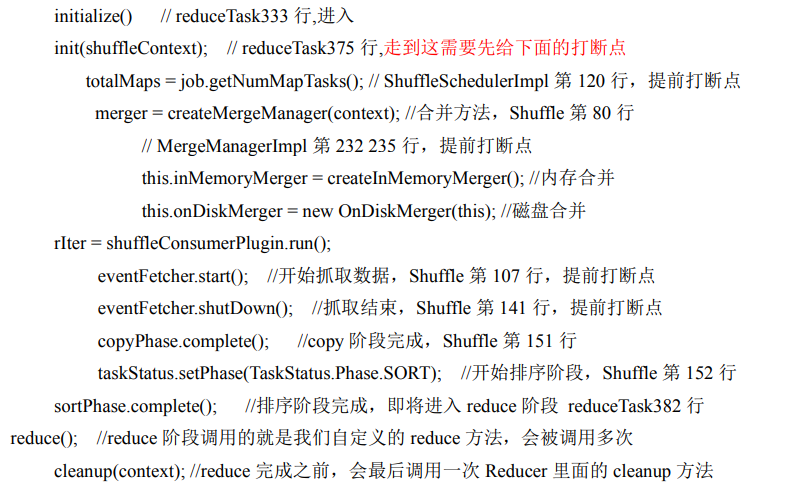 initialize() // reduceTask333 行,进入
init(shuffleContext); // reduceTask375 行,走到这需要先给下面的打断点
totalMaps = job.getNumMapTasks(); // ShuffleSchedulerImpl 第 120 行，提前打断点
merger = createMergeManager(context); //合并方法，Shuffle 第 80 行
// MergeManagerImpl 第 232 235 行，提前打断点
this.inMemoryMerger = createInMemoryMerger(); //内存合并
this.onDiskMerger = new OnDiskMerger(this); //磁盘合并
rIter = shuffleConsumerPlugin.run();
eventFetcher.start(); //开始抓取数据，Shuffle 第 107 行，提前打断点
eventFetcher.shutDown(); //抓取结束，Shuffle 第 141 行，提前打断点
copyPhase.complete(); //copy 阶段完成，Shuffle 第 151 行
taskStatus.setPhase(TaskStatus.Phase.SORT); //开始排序阶段，Shuffle 第 152 行
sortPhase.complete(); //排序阶段完成，即将进入 reduce 阶段 reduceTask382 行
reduce(); //reduce 阶段调用的就是我们自定义的 reduce 方法，会被调用多次
cleanup(context); //reduce 完成之前，会最后调用一次 Reducer 里面的 cleanup 方法